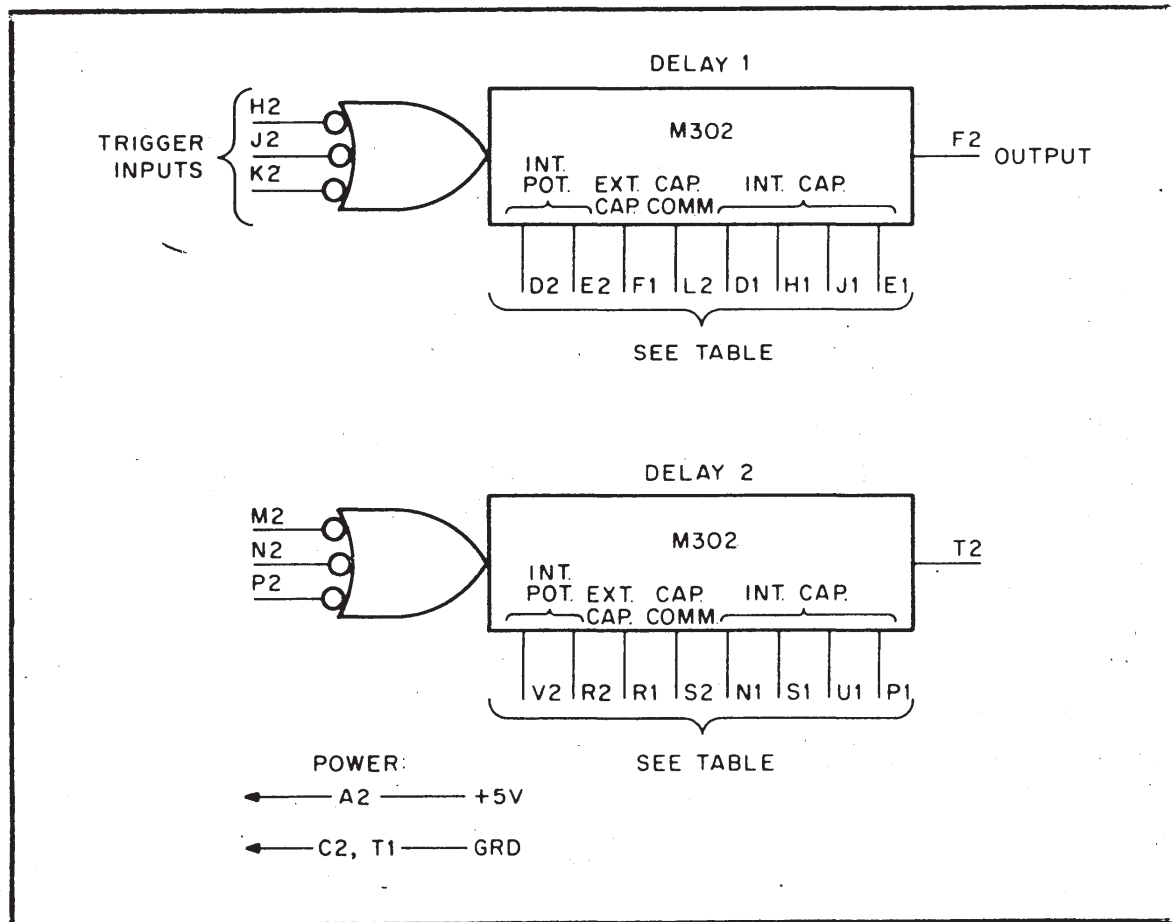 DELAY 1
H2
J2
K2
TRIGGER
INPUTS
M302
F2 OUTPUT
INT.
POT.
EXT. CAP.
CAP. COMM.
INT. CAP.
D2 E2 F1 L2 D1 H1 J1 E1
SEE TABLE
DELAY 2
M2
N2
P2
M302
T2
INT.
POT.
EXT. CAP.
CAP. COMM.
INT. CAP.
V2 R2 R1 S2 N1 S1 U1 P1
SEE TABLE
POWER:
A2 +5V
C2, T1 GRD